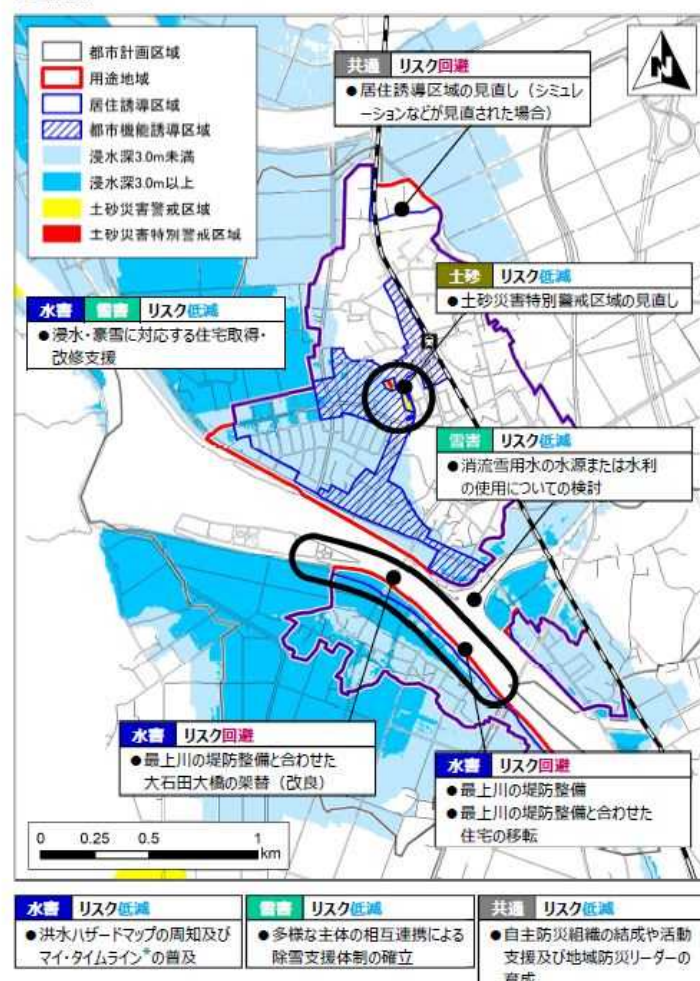 都市計画区域
用途地域
居住誘導区域
都市機能誘導区域
浸水深3.0m未満
浸水深3.0m以上
土砂災害警戒区域
土砂災害特別警戒区域
共通 リスク回避
●居住誘導区域の見直し（シミュレ
ーションなどが見直された場合）
N
土砂 リスク低減
●土砂災害特別警戒区域の見直し
水害 雪害 リスク低減
●浸水・豪雪に対応する住宅取得・
改修支援
雪害 リスク低減
●消流雪用水の水源または水利
の使用についての検討
水害 リスク回避
●最上川の堤防整備と合わせた
大石田大橋の架替（改良）
水害 リスク回避
●最上川の堤防整備
●最上川の堤防整備と合わせた
住宅の移転
0 0.25 0.5 1
km
水害 リスク低減
●洪水ハザードマップの周知及び
マイ・タイムライン*の普及
雪害 リスク低減
●多様な主体の相互連携による
除雪支援体制の確立
共通 リスク低減
●自主防災組織の結成や活動
支援及び地域防災リーダーの
育成